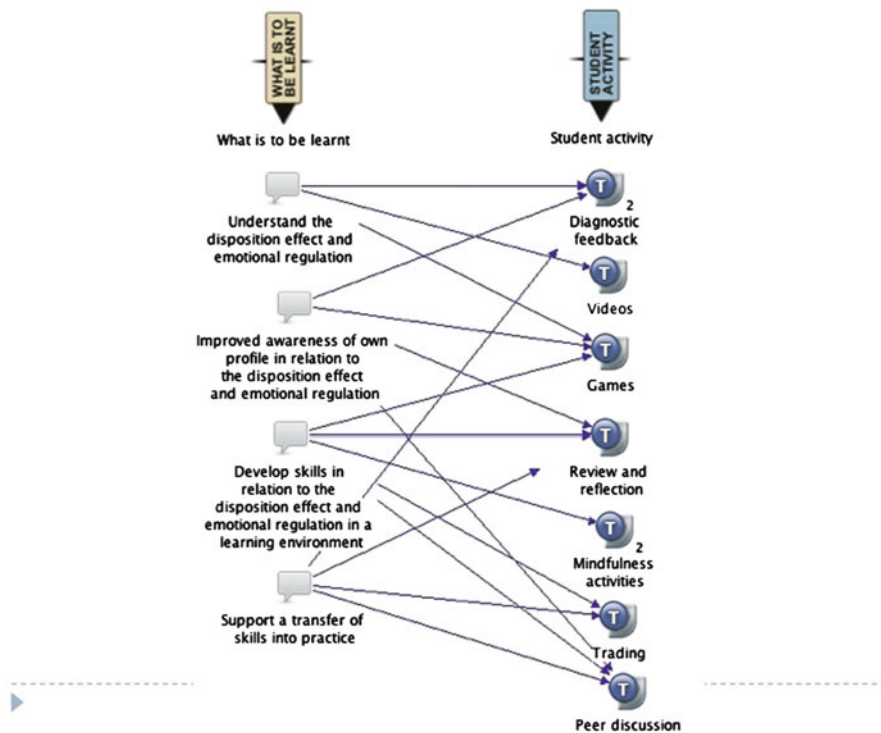 WHAT IS TO
BE LEARNT
STUDENT
ACTIVITY
What is to be learnt
Student activity
T
2
Understand the
disposition effect and
emotional regulation
Diagnostic
feedback
T
Videos
Improved awareness of own
profile in relation to
the disposition effect
and emotional regulation
T
Games
T
Develop skills in
relation to the
disposition effect and
emotional regulation in a
learning environment
Review and
reflection
T
2
Mindfulness
activities
Support a transfer of
skills into practice
T
Trading
T
Peer discussion